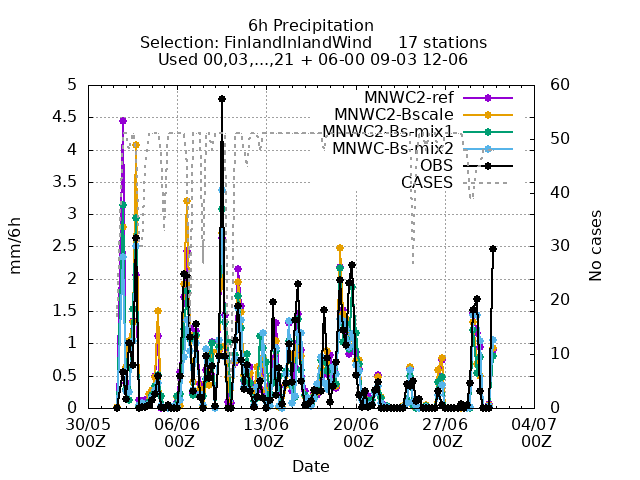 6h Precipitation
Selection: FinlandInlandWind     17 stations
Used 00,03,...,21 + 06-00 09-03 12-06
MNWC2-ref
MNWC2-Bscale
MNWC2-Bs-mix1
MNWC-Bs-mix2
OBS
CASES
mm/6h
5
4.5
4
3.5
3
2.5
2
1.5
1
0.5
0
No cases
60
50
40
30
20
10
0
30/05 06/06 13/06 20/06 27/06 04/07
00Z 00Z 00Z 00Z 00Z 00Z
Date